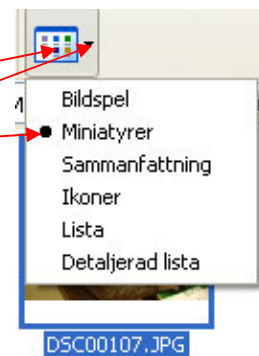 Bildspel
Miniatyrer
Sammanfattning
Ikoner
Lista
Detaljerad lista
DSC00107.JPG